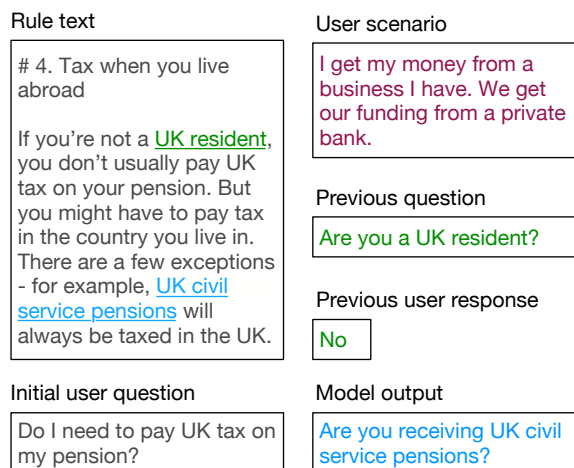 Rule text
# 4. Tax when you live
abroad
If you’re not a UK resident,
you don’t usually pay UK
tax on your pension. But
you might have to pay tax
in the country you live in.
There are a few exceptions
- for example, UK civil
service pensions will
always be taxed in the UK.
Initial user question
Do I need to pay UK tax on
my pension?
User scenario
I get my money from a
business I have. We get
our funding from a private
bank.
Previous question
Are you a UK resident?
Previous user response
No
Model output
Are you receiving UK civil
service pensions?